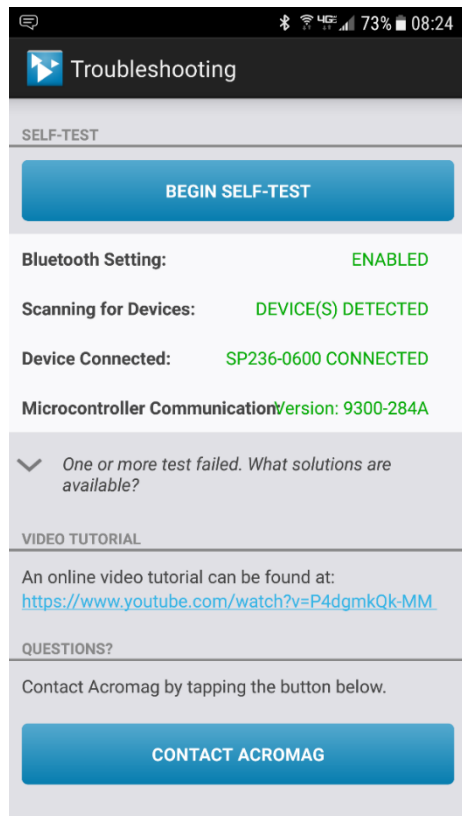 4GE 73% 08:24
Troubleshooting
SELF-TEST
BEGIN SELF-TEST
Bluetooth Setting: ENABLED
Scanning for Devices: DEVICE(S) DETECTED
Device Connected: SP236-0600 CONNECTED
Microcontroller Communication: Version: 9300-284A
One or more test failed. What solutions are
available?
VIDEO TUTORIAL
An online video tutorial can be found at:
https://www.youtube.com/watch?v=P4dgmkQk-MM
QUESTIONS?
Contact Acromag by tapping the button below.
CONTACT ACROMAG